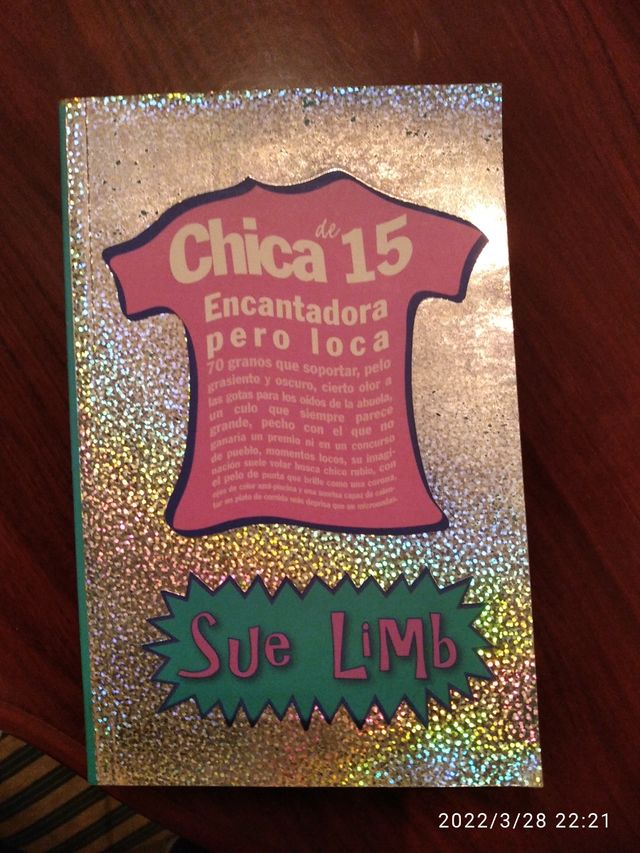 Chica de 15
Encantadora
pero loca
70 granos que soportar, pelo
grasiento y oscuro, cierto olor a
las gotas para los oídos de la abuela,
un culo que siempre parece
grande, pecho con el que no
ganaría un premio ni en un concurso
de pueblo, momentos locos, su imagi-
nación suele volar busca chico rubio, con
el pelo de punta que brille como una corona,
ojos de color azul piscina y una sonrisa capaz de calen-
tar un plato de comida más deprisa que un microondas.
Sue Limb
2022/3/28 22:21